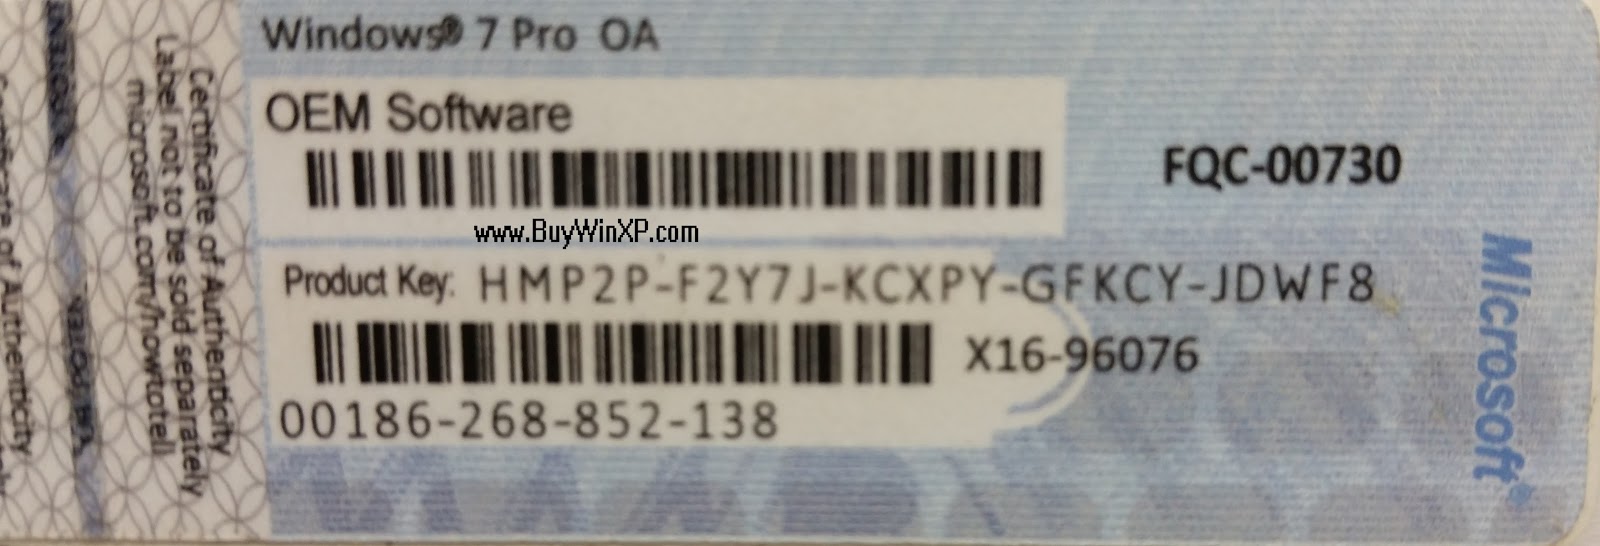 Windows® 7 Pro OA
OEM Software
FQC-00730
www.BuyWinXP.com
Product Key: HMP2P-F2Y7J-KCXPY-GFKCY-JDWF8
X16-96076
00186-268-852-138
Microsoft®
Certificate of Authenticity
Label not to be sold separately
microsoft.com/howtotell